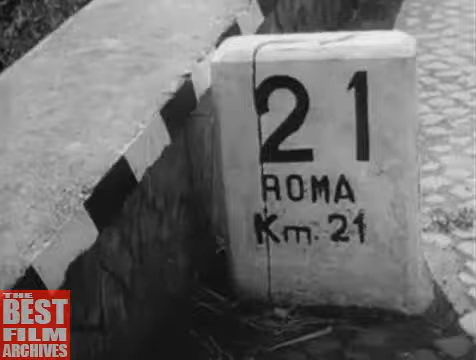 21
ROMA
Km. 21
THE
BEST
FILM
ARCHIVES